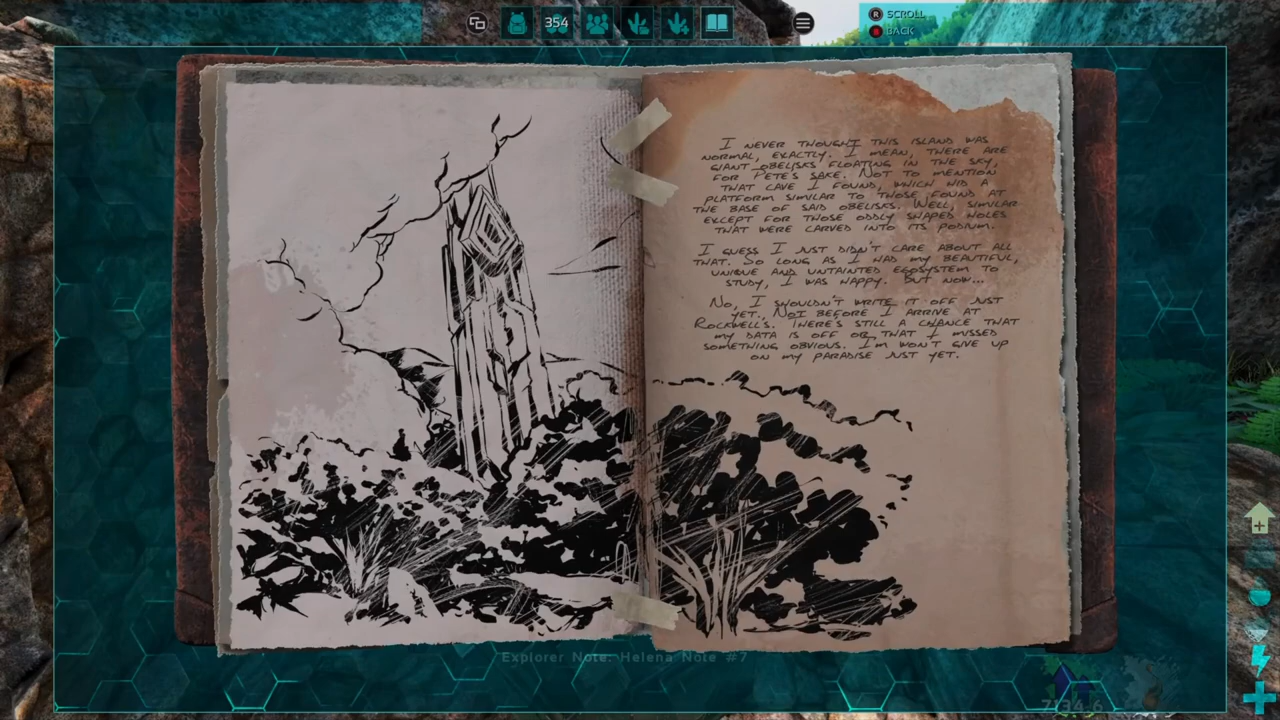 354
R SCROLL
B BACK
I NEVER THOUGHT THIS ISLAND WAS
NORMAL, EXACTLY. I MEAN, THERE ARE
GIANT OBELISKS FLOATING IN THE SKY,
FOR PETE'S SAKE. NOT TO MENTION
THAT CAVE I FOUND, WHICH HID A
PLATFORM SIMILAR TO THOSE FOUND AT
THE BASE OF SAID OBELISKS. WELL, SIMILAR
EXCEPT FOR THOSE ODDLY SHAPED HOLES
THAT WERE CARVED INTO ITS PODIUM.
I GUESS I JUST DIDN'T CARE ABOUT ALL
THAT. SO LONG AS I HAD MY BEAUTIFUL,
UNIQUE AND UNTAINTED ECOSYSTEM TO
STUDY, I WAS HAPPY. BUT NOW...
NO, I SHOULDN'T WRITE IT OFF JUST
YET. NOT BEFORE I ARRIVE AT
ROCKWELL'S. THERE'S STILL A CHANCE THAT
MY DATA IS OFF OR THAT I MISSED
SOMETHING OBVIOUS. I'M WON'T GIVE UP
ON MY PARADISE JUST YET.
Explorer Note: Helena Note #7